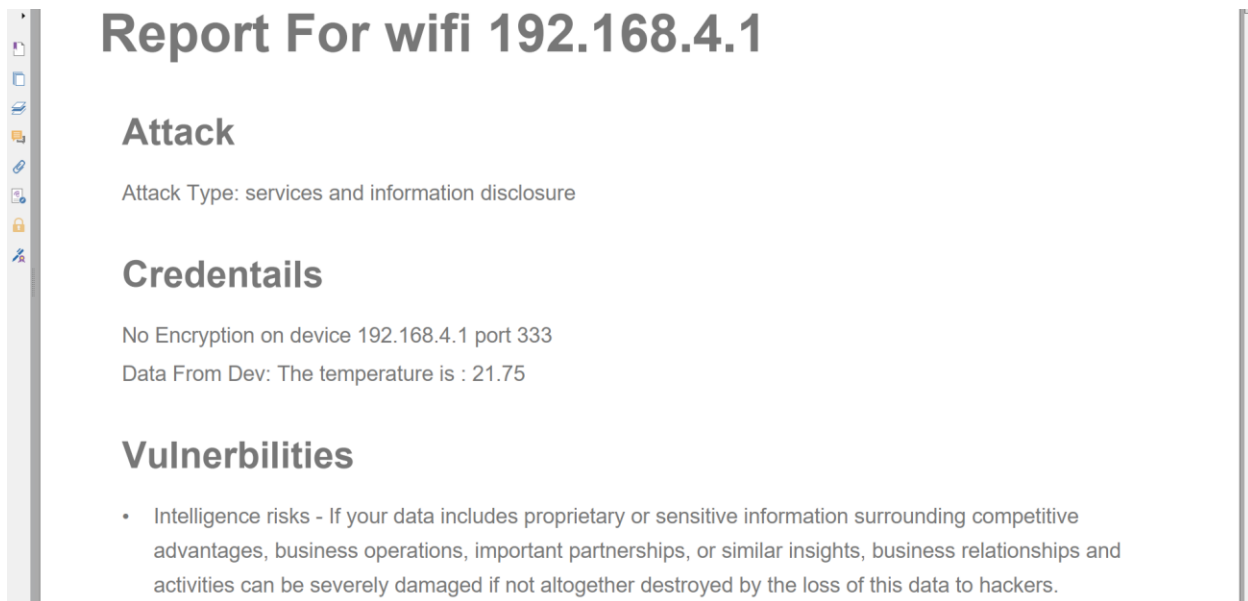 Report For wifi 192.168.4.1
Attack
Attack Type: services and information disclosure
Credentails
No Encryption on device 192.168.4.1 port 333
Data From Dev: The temperature is : 21.75
Vulnerbilities
• Intelligence risks - If your data includes proprietary or sensitive information surrounding competitive
advantages, business operations, important partnerships, or similar insights, business relationships and
activities can be severely damaged if not altogether destroyed by the loss of this data to hackers.